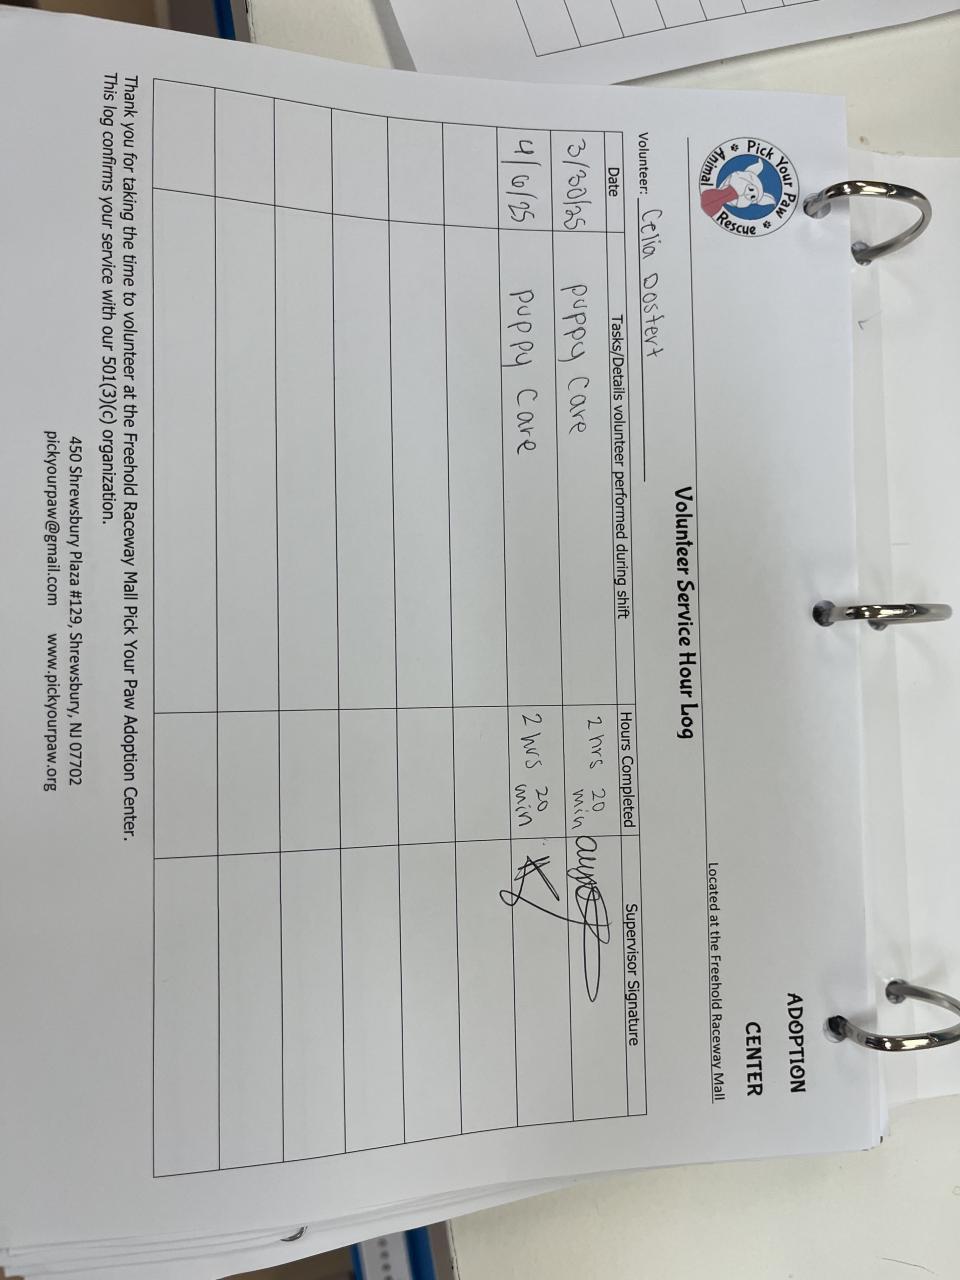 Pick Your Paw
Animal Rescue
ADOPTION
CENTER
Located at the Freehold Raceway Mall
Volunteer Service Hour Log
Volunteer: Celia Dostert
Date Tasks/Details volunteer performed during shift Hours Completed Supervisor Signature
3/30/25 puppy care 2 hrs 20 min
4/6/25 puppy care 2 hrs 20 min
Thank you for taking the time to volunteer at the Freehold Raceway Mall Pick Your Paw Adoption Center.
This log confirms your service with our 501(3)(c) organization.
450 Shrewsbury Plaza #129, Shrewsbury, NJ 07702
pickyourpaw@gmail.com www.pickyourpaw.org